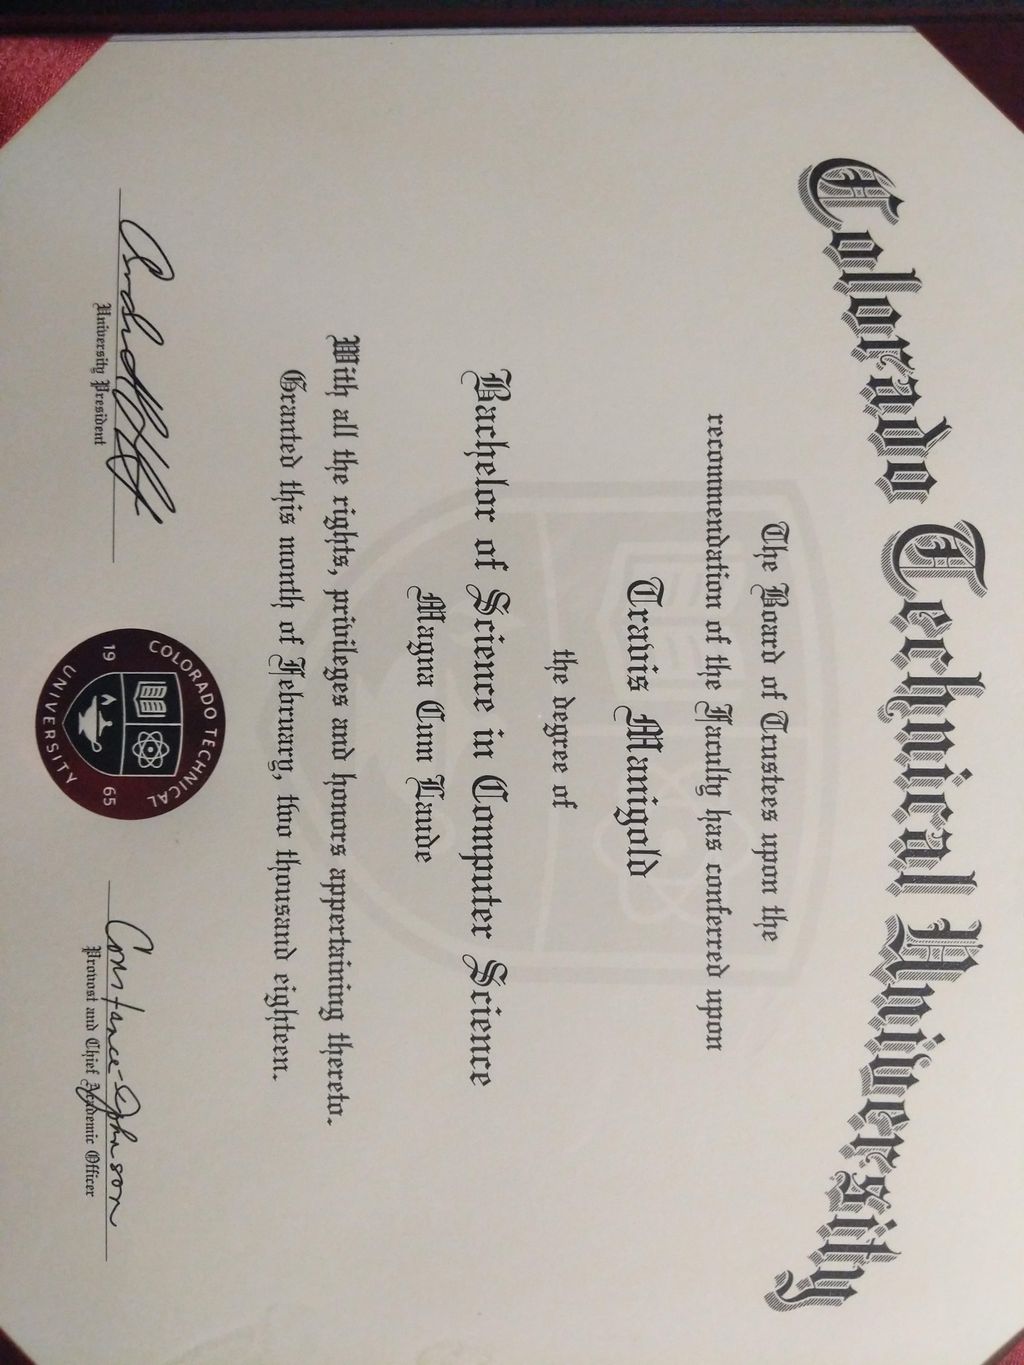 Colorado Technical University
The Board of Trustees upon the
recommendation of the Faculty has conferred upon
Travis Manigold
the degree of
Bachelor of Science in Computer Science
Magna Cum Laude
With all the rights, privileges and honors appertaining thereto.
Granted this month of February, two thousand eighteen.
University President
COLORADO TECHNICAL
19 65
UNIVERSITY
Constance Johnson
Provost and Chief Academic Officer